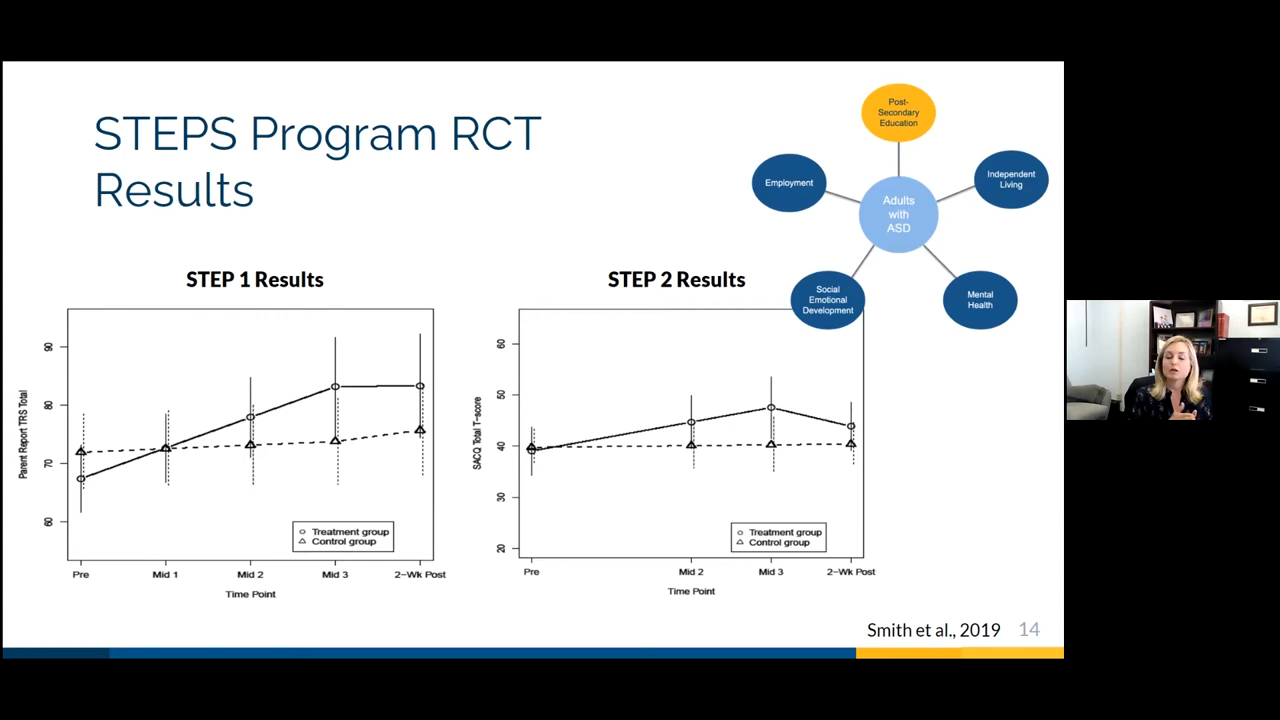 STEPS Program RCT
Results
Post-
Secondary
Education
Employment
Independent
Living
Adults
with
ASD
Social
Emotional
Development
Mental
Health
STEP 1 Results
Parent Report TRS Total
90
80
70
60
Treatment group
Control group
Pre
Mid 1
Mid 2
Mid 3
2-Wk Post
Time Point
STEP 2 Results
SACQ Total T-score
60
50
40
30
20
Treatment group
Control group
Pre
Mid 2
Mid 3
2-Wk Post
Time Point
Smith et al., 2019
14